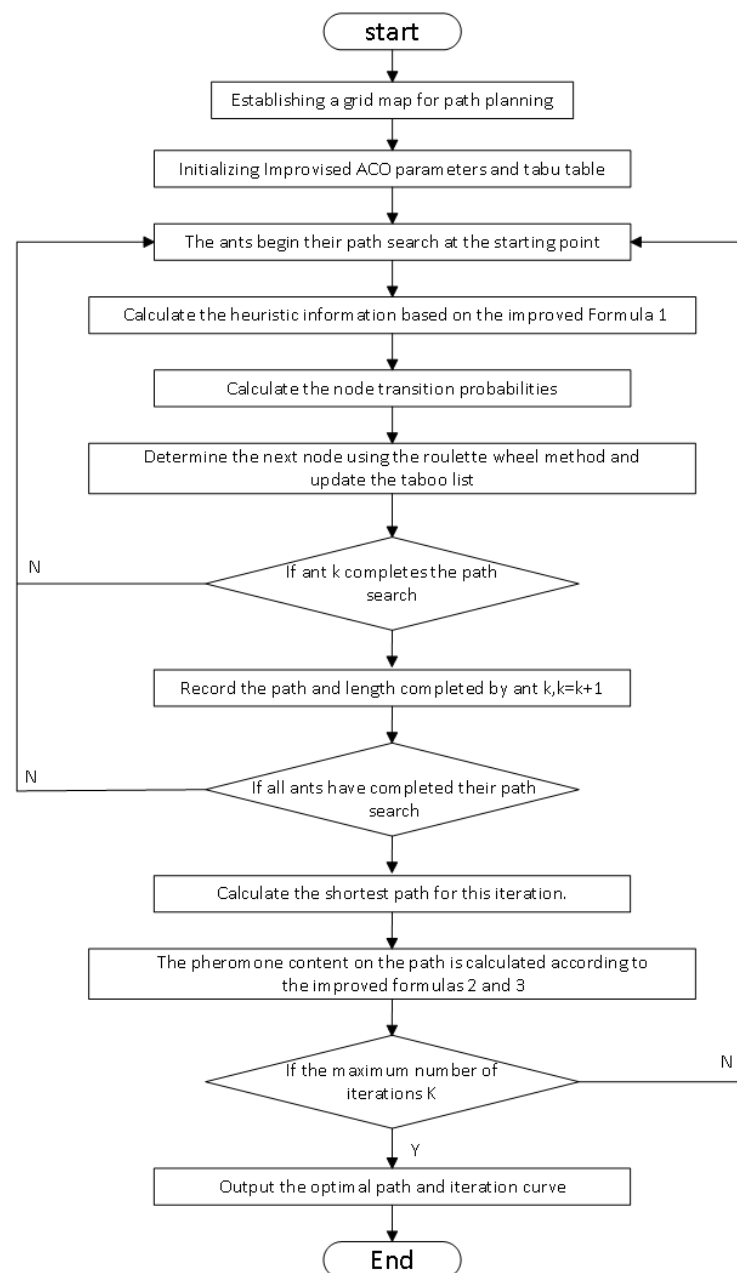 start
Establishing a grid map for path planning
Initializing Improvised ACO parameters and tabu table
The ants begin their path search at the starting point
Calculate the heuristic information based on the improved Formula 1
Calculate the node transition probabilities
Determine the next node using the roulette wheel method and
update the taboo list
N
If ant k completes the path
search
Record the path and length completed by ant k,k=k+1
N
If all ants have completed their path
search
Calculate the shortest path for this iteration.
The pheromone content on the path is calculated according to
the improved formulas 2 and 3
If the maximum number of
iterations K
N
Y
Output the optimal path and iteration curve
End